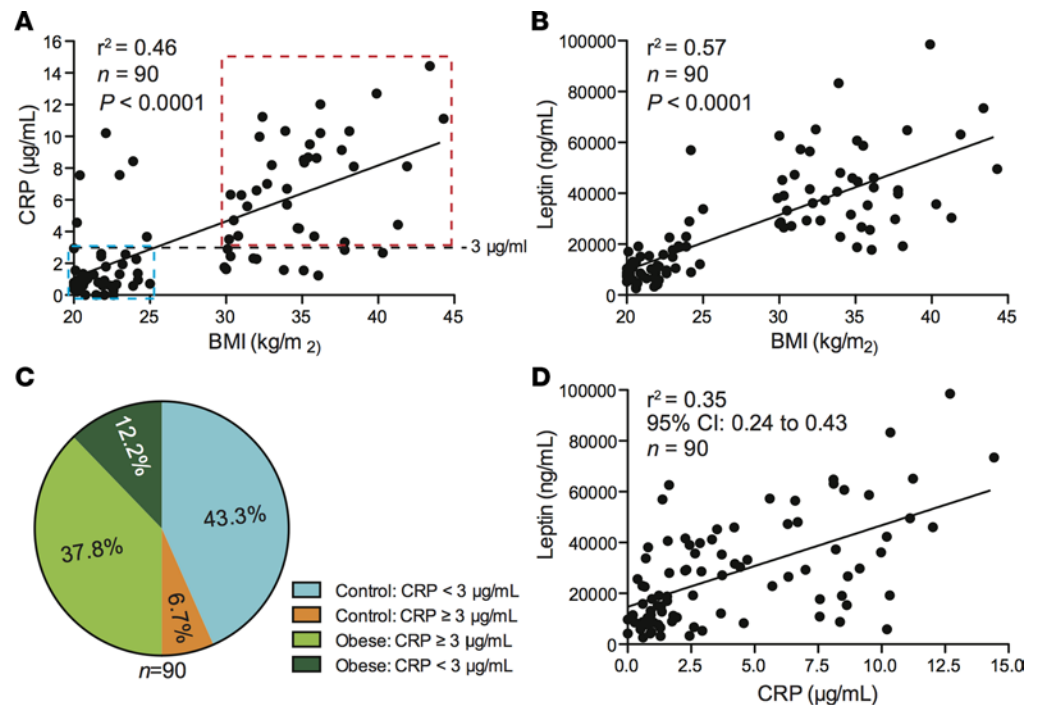 A
r² = 0.46
n = 90
P < 0.0001
CRP (µg/mL)
16
14
12
10
8
6
4
2
0
3 µg/ml
20 25 30 35 40 45
BMI (kg/m₂)
B
r² = 0.57
n = 90
P < 0.0001
Leptin (ng/mL)
100000
80000
60000
40000
20000
0
20 25 30 35 40 45
BMI (kg/m₂)
C
12.2%
43.3%
37.8%
6.7%
n=90
Control: CRP < 3 µg/mL
Control: CRP ≥ 3 µg/mL
Obese: CRP ≥ 3 µg/mL
Obese: CRP < 3 µg/mL
D
r² = 0.35
95% CI: 0.24 to 0.43
n = 90
Leptin (ng/mL)
100000
80000
60000
40000
20000
0
0.0 2.5 5.0 7.5 10.0 12.5 15.0
CRP (µg/mL)